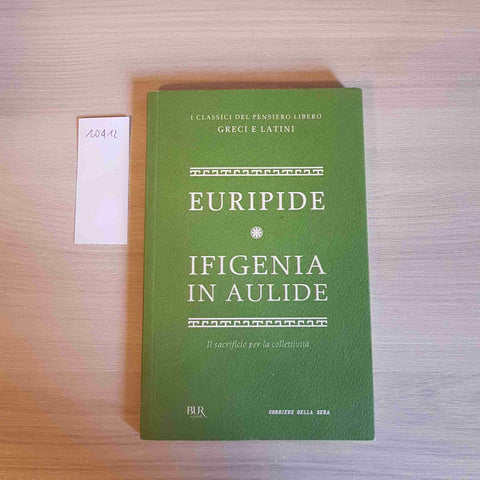 10412
I CLASSICI DEL PENSIERO LIBERO
GRECI E LATINI
EURIPIDE
IFIGENIA
IN AULIDE
Il sacrificio per la collettività
BUR
CORRIERE DELLA SERA